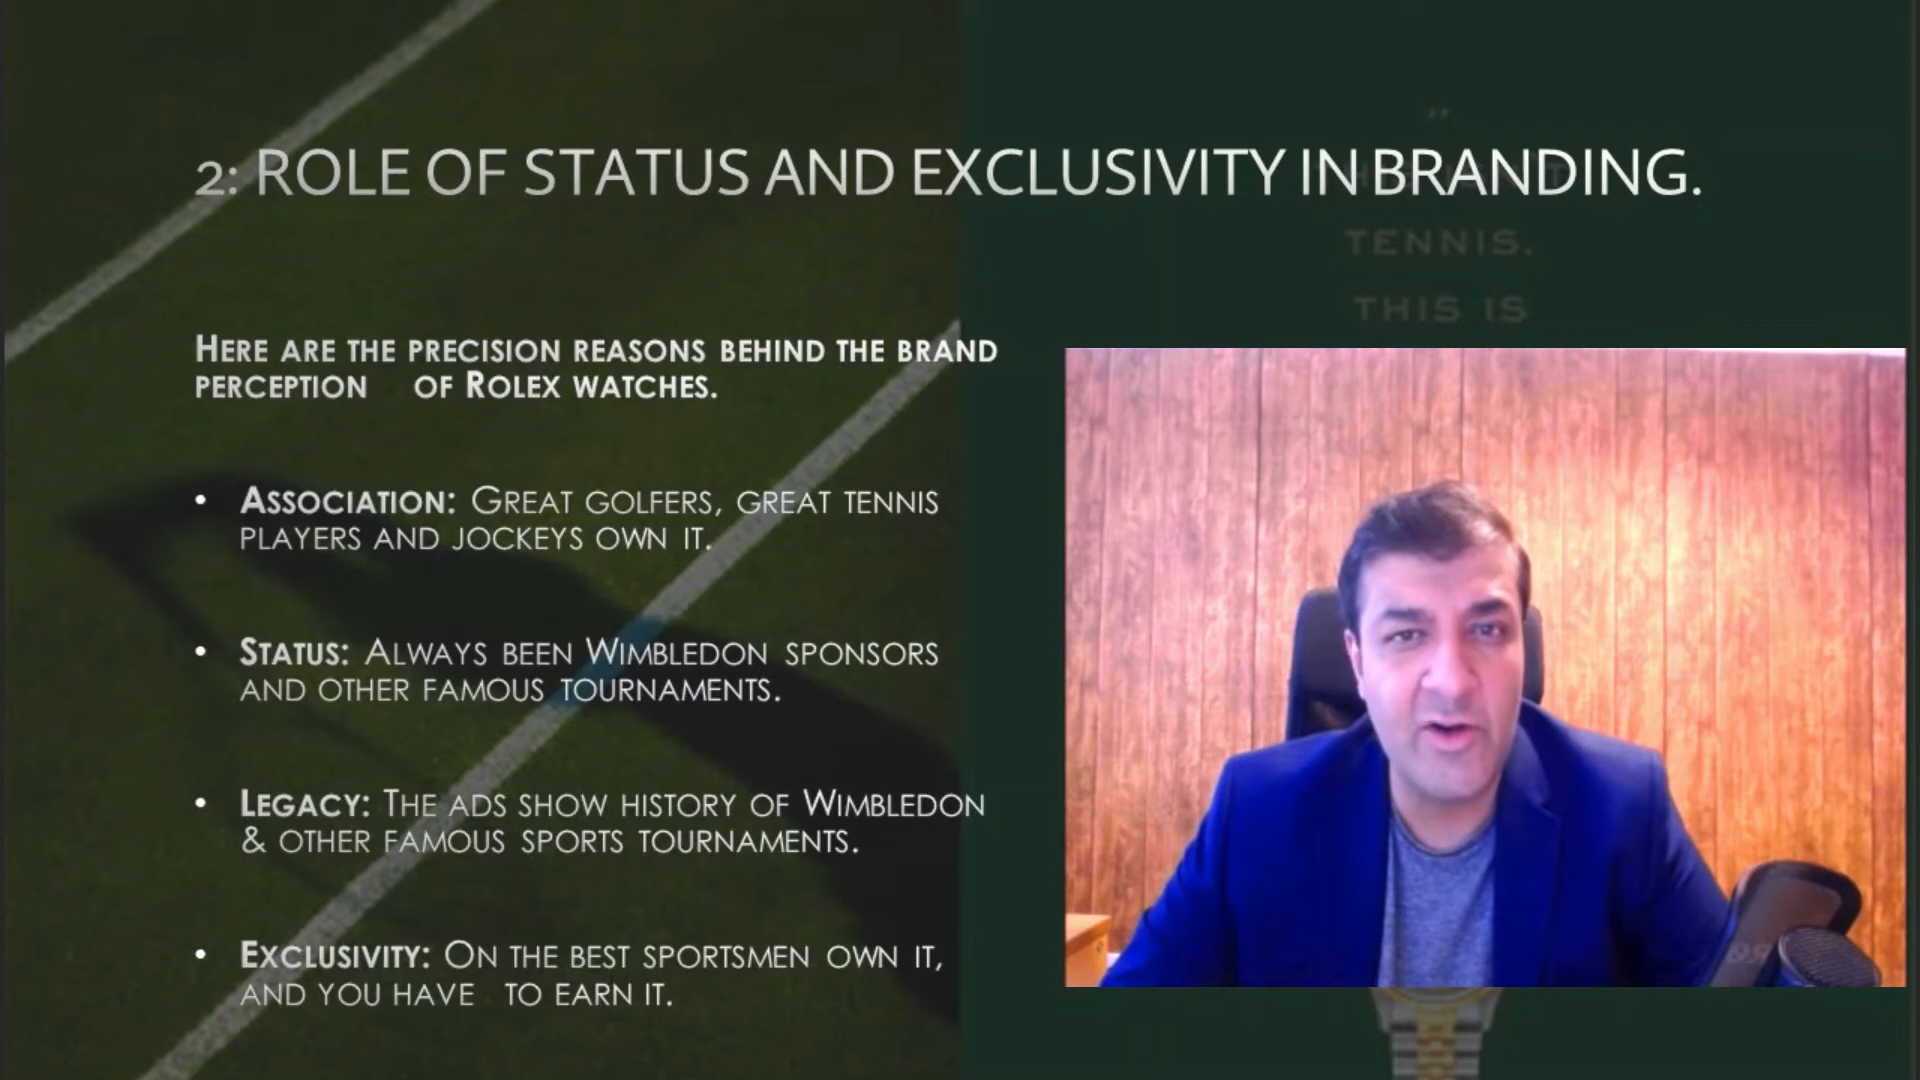 2: ROLE OF STATUS AND EXCLUSIVITY IN BRANDING.
TENNIS.
THIS IS
HERE ARE THE PRECISION REASONS BEHIND THE BRAND
PERCEPTION OF ROLEX WATCHES.
• ASSOCIATION: GREAT GOLFERS, GREAT TENNIS
PLAYERS AND JOCKEYS OWN IT.
• STATUS: ALWAYS BEEN WIMBLEDON SPONSORS
AND OTHER FAMOUS TOURNAMENTS.
• LEGACY: THE ADS SHOW HISTORY OF WIMBLEDON
& OTHER FAMOUS SPORTS TOURNAMENTS.
• EXCLUSIVITY: ON THE BEST SPORTSMEN OWN IT,
AND YOU HAVE TO EARN IT.